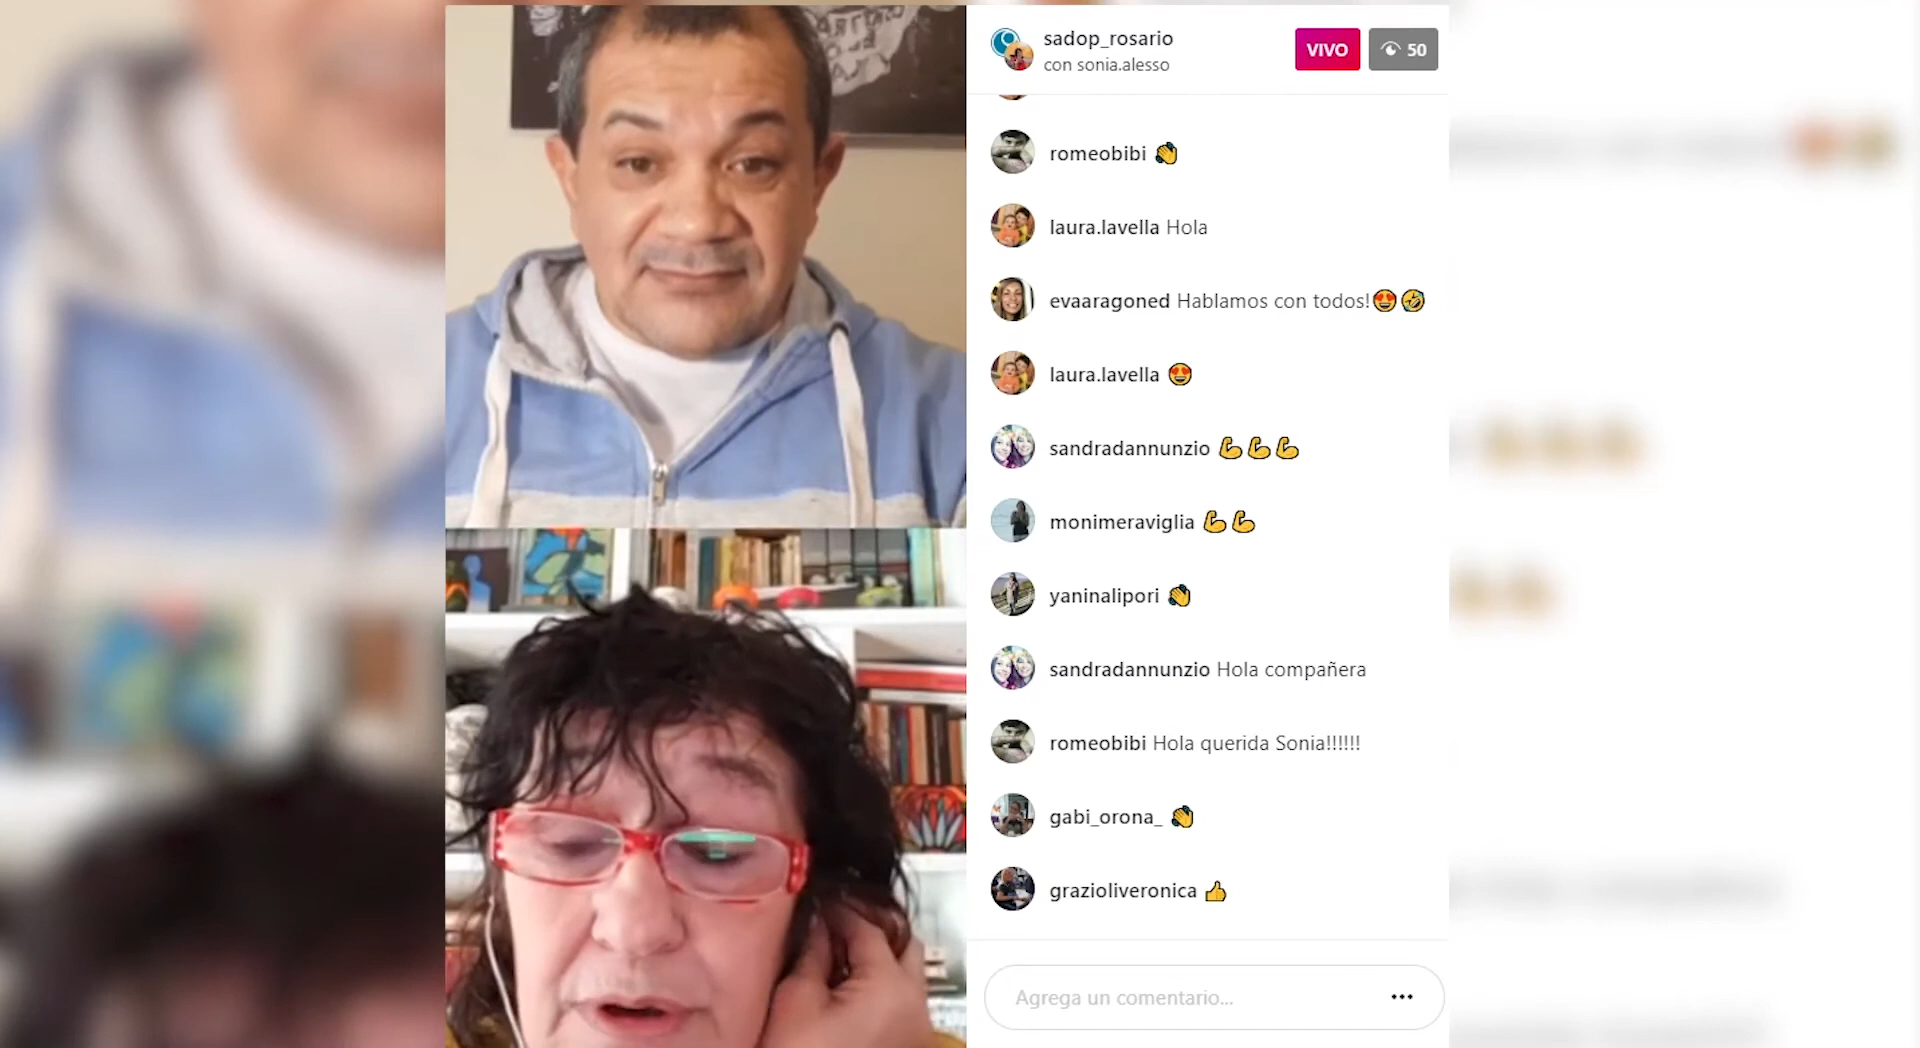 sadop_rosario
con sonia.alesso
VIVO 50
romeobibi 👏
laura.lavella Hola
evaaragoned Hablamos con todos!😍🤣
laura.lavella 😍
sandradannunzio 💪💪💪
monimeraviglia 💪💪
yaninalipori 👏
sandradannunzio Hola compañera
romeobibi Hola querida Sonia!!!!!!
gabi_orona_ 👏
grazioliveronica 👍
Agrega un comentario...